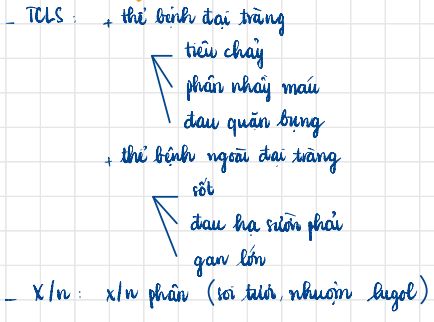 - TCLS : + thể bệnh đại tràng
tiêu chảy
phân nhầy máu
đau quặn bụng
+ thể bệnh ngoài đại tràng
sốt
đau hạ sườn phải
gan lớn
- X/n : x/n phân (soi tươi, nhuộm lugol)